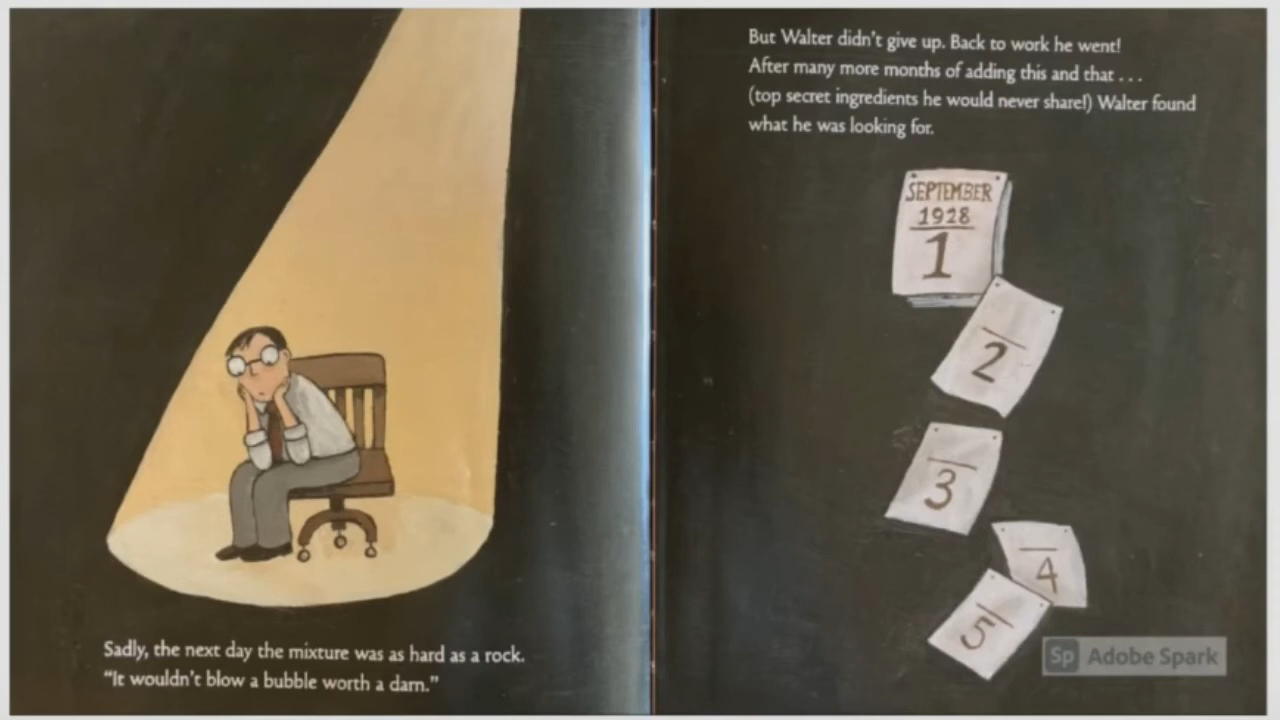 Sadly, the next day the mixture was as hard as a rock.
“It wouldn’t blow a bubble worth a darn.”
But Walter didn’t give up. Back to work he went!
After many more months of adding this and that . . .
(top secret ingredients he would never share!) Walter found
what he was looking for.
SEPTEMBER
1928
1
2
3
4
5
Sp Adobe Spark